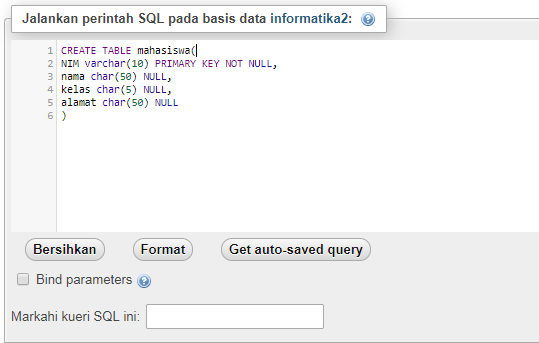 Jalankan perintah SQL pada basis data informatika2:
1 CREATE TABLE mahasiswa(
2 NIM varchar(10) PRIMARY KEY NOT NULL,
3 nama char(50) NULL,
4 kelas char(5) NULL,
5 alamat char(50) NULL
6 )
Bersihkan Format Get auto-saved query
Bind parameters
Markahi kueri SQL ini: